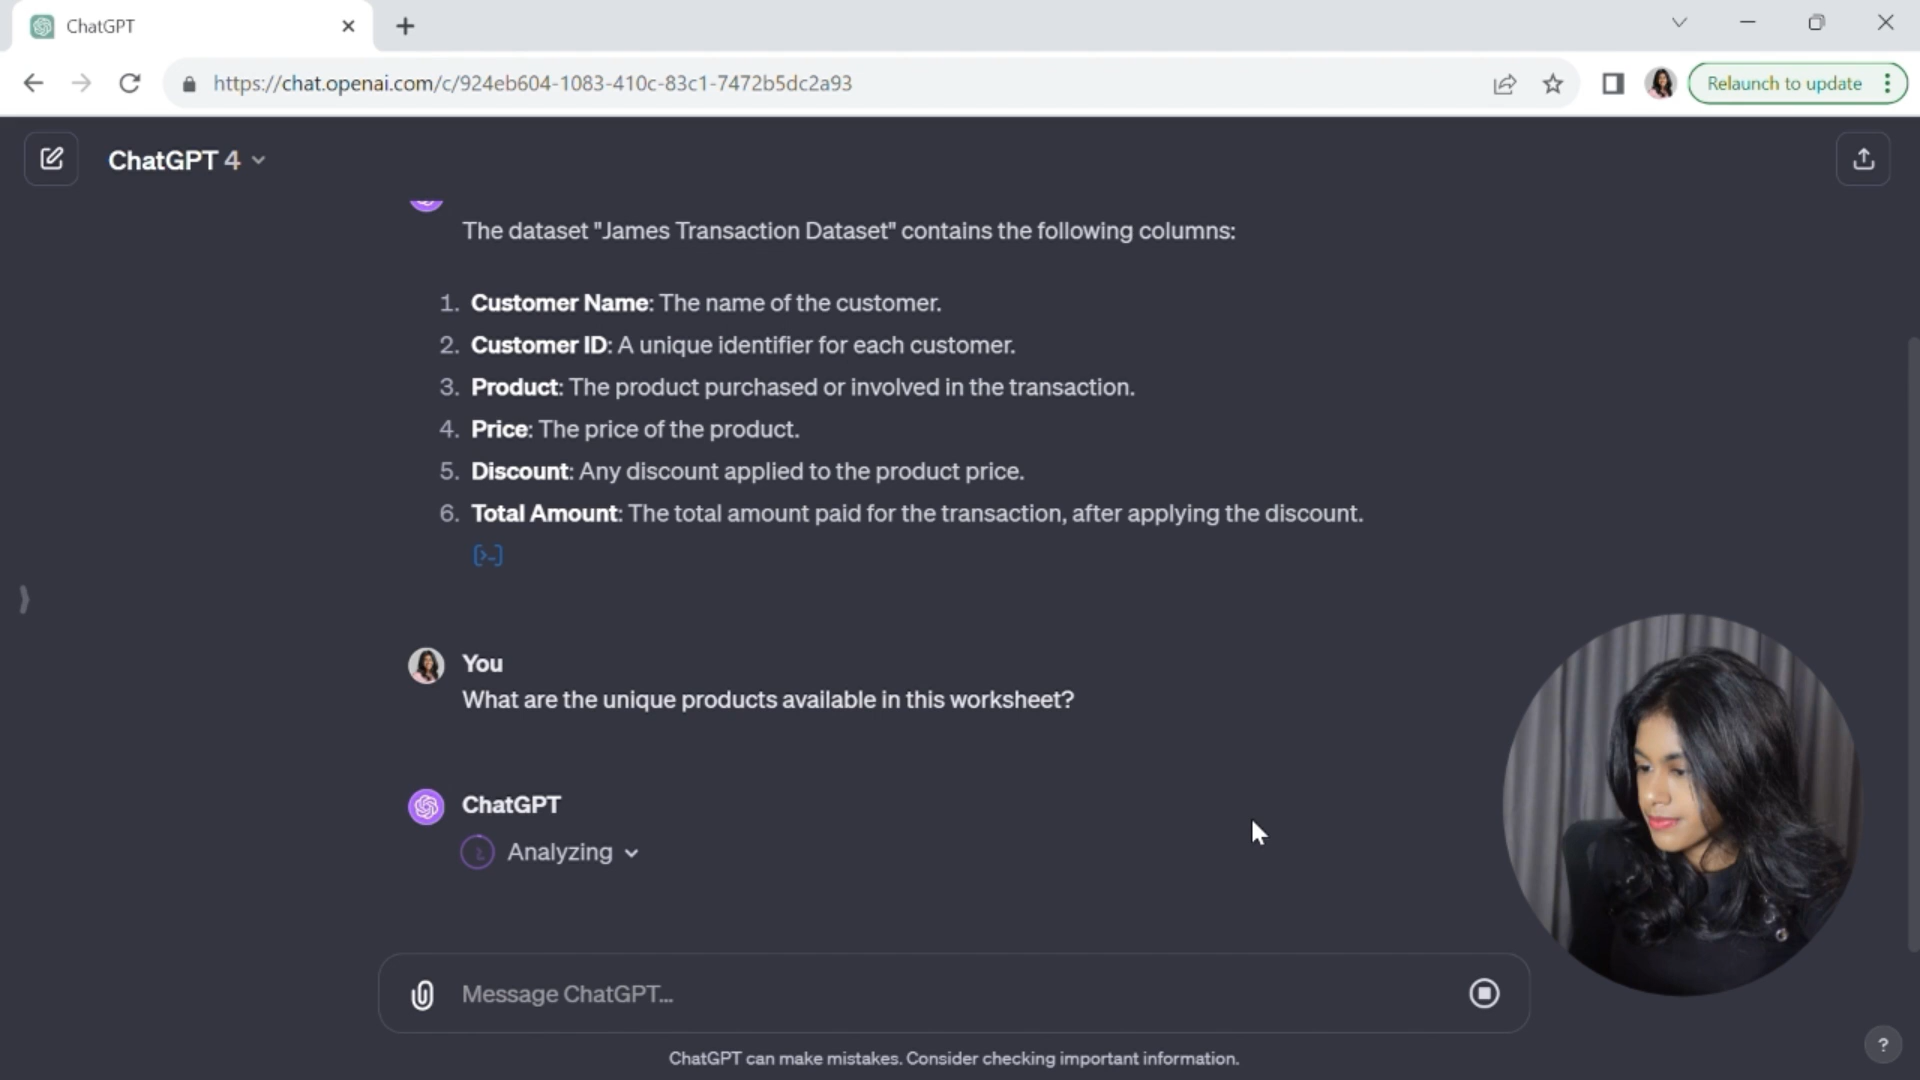 ChatGPT
https://chat.openai.com/c/924eb604-1083-410c-83c1-7472b5dc2a93
Relaunch to update
ChatGPT 4
The dataset "James Transaction Dataset" contains the following columns:
1. Customer Name: The name of the customer.
2. Customer ID: A unique identifier for each customer.
3. Product: The product purchased or involved in the transaction.
4. Price: The price of the product.
5. Discount: Any discount applied to the product price.
6. Total Amount: The total amount paid for the transaction, after applying the discount.
[>-]
You
What are the unique products available in this worksheet?
ChatGPT
Analyzing
Message ChatGPT...
ChatGPT can make mistakes. Consider checking important information.
?